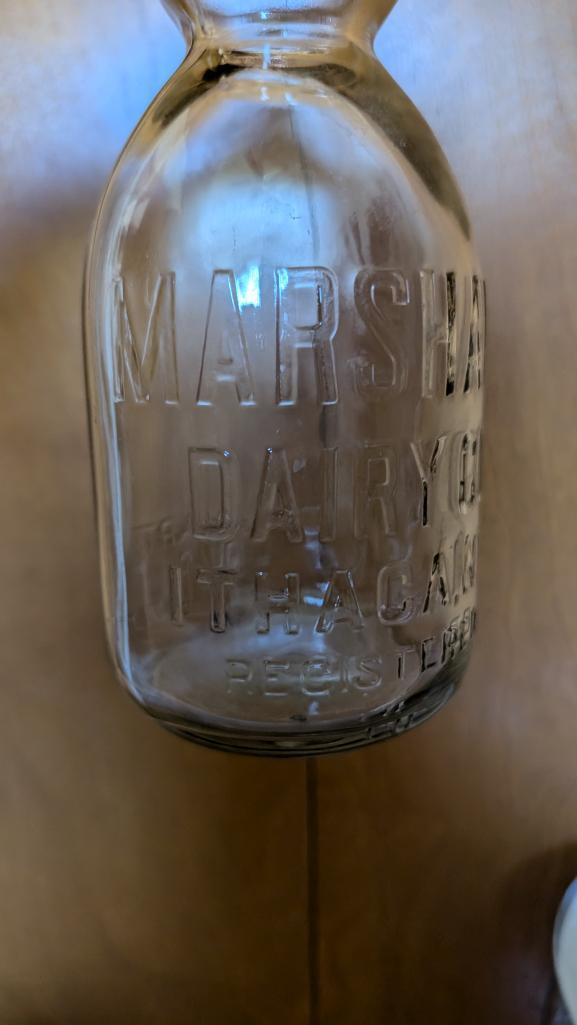 MARSHA
DAIRY C
ITHACA.N
REGISTERED